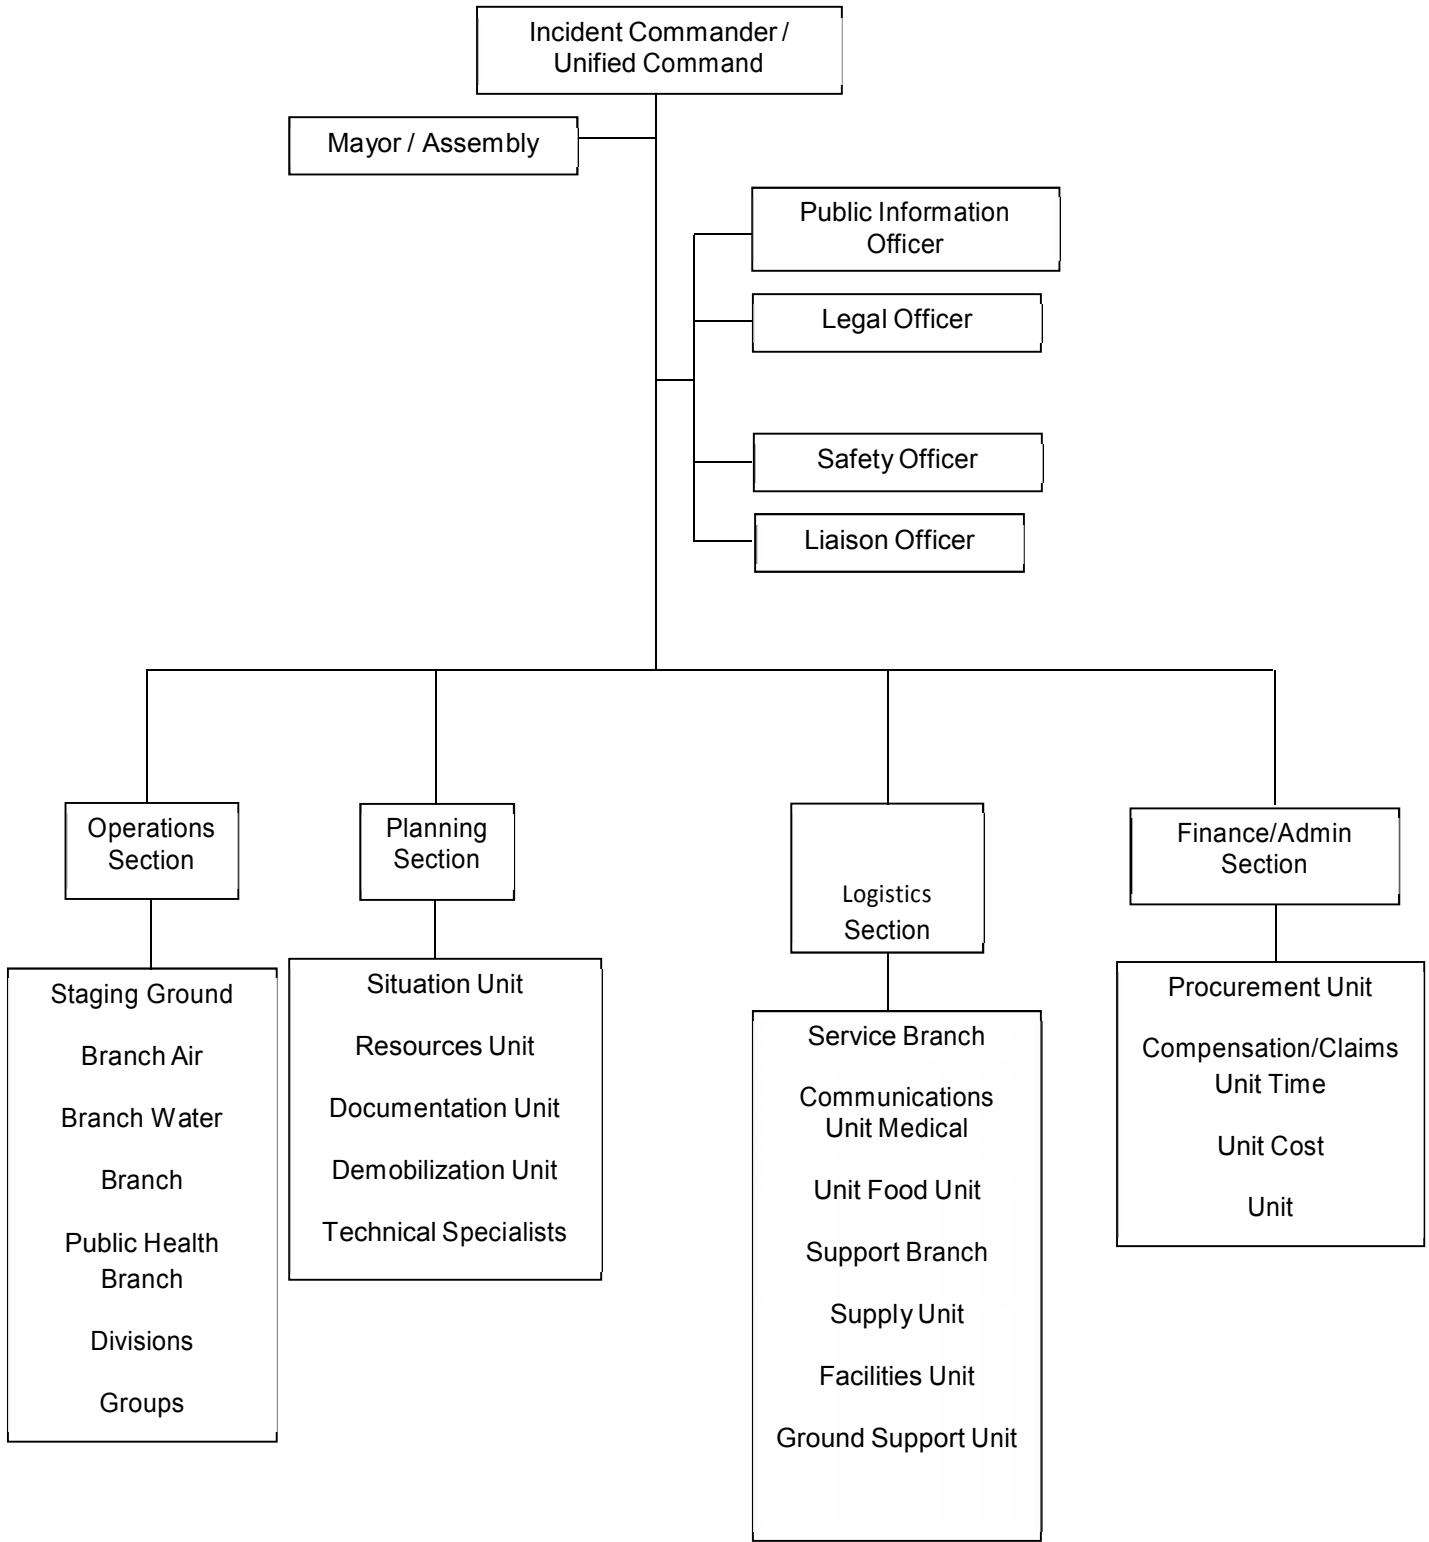 Incident Commander /
Unified Command
Mayor / Assembly
Public Information
Officer
Legal Officer
Safety Officer
Liaison Officer
Operations
Section
Planning
Section
Logistics
Section
Finance/Admin
Section
Staging Ground
Branch Air
Branch Water
Branch
Public Health
Branch
Divisions
Groups
Situation Unit
Resources Unit
Documentation Unit
Demobilization Unit
Technical Specialists
Service Branch
Communications
Unit Medical
Unit Food Unit
Support Branch
Supply Unit
Facilities Unit
Ground Support Unit
Procurement Unit
Compensation/Claims
Unit Time
Unit Cost
Unit